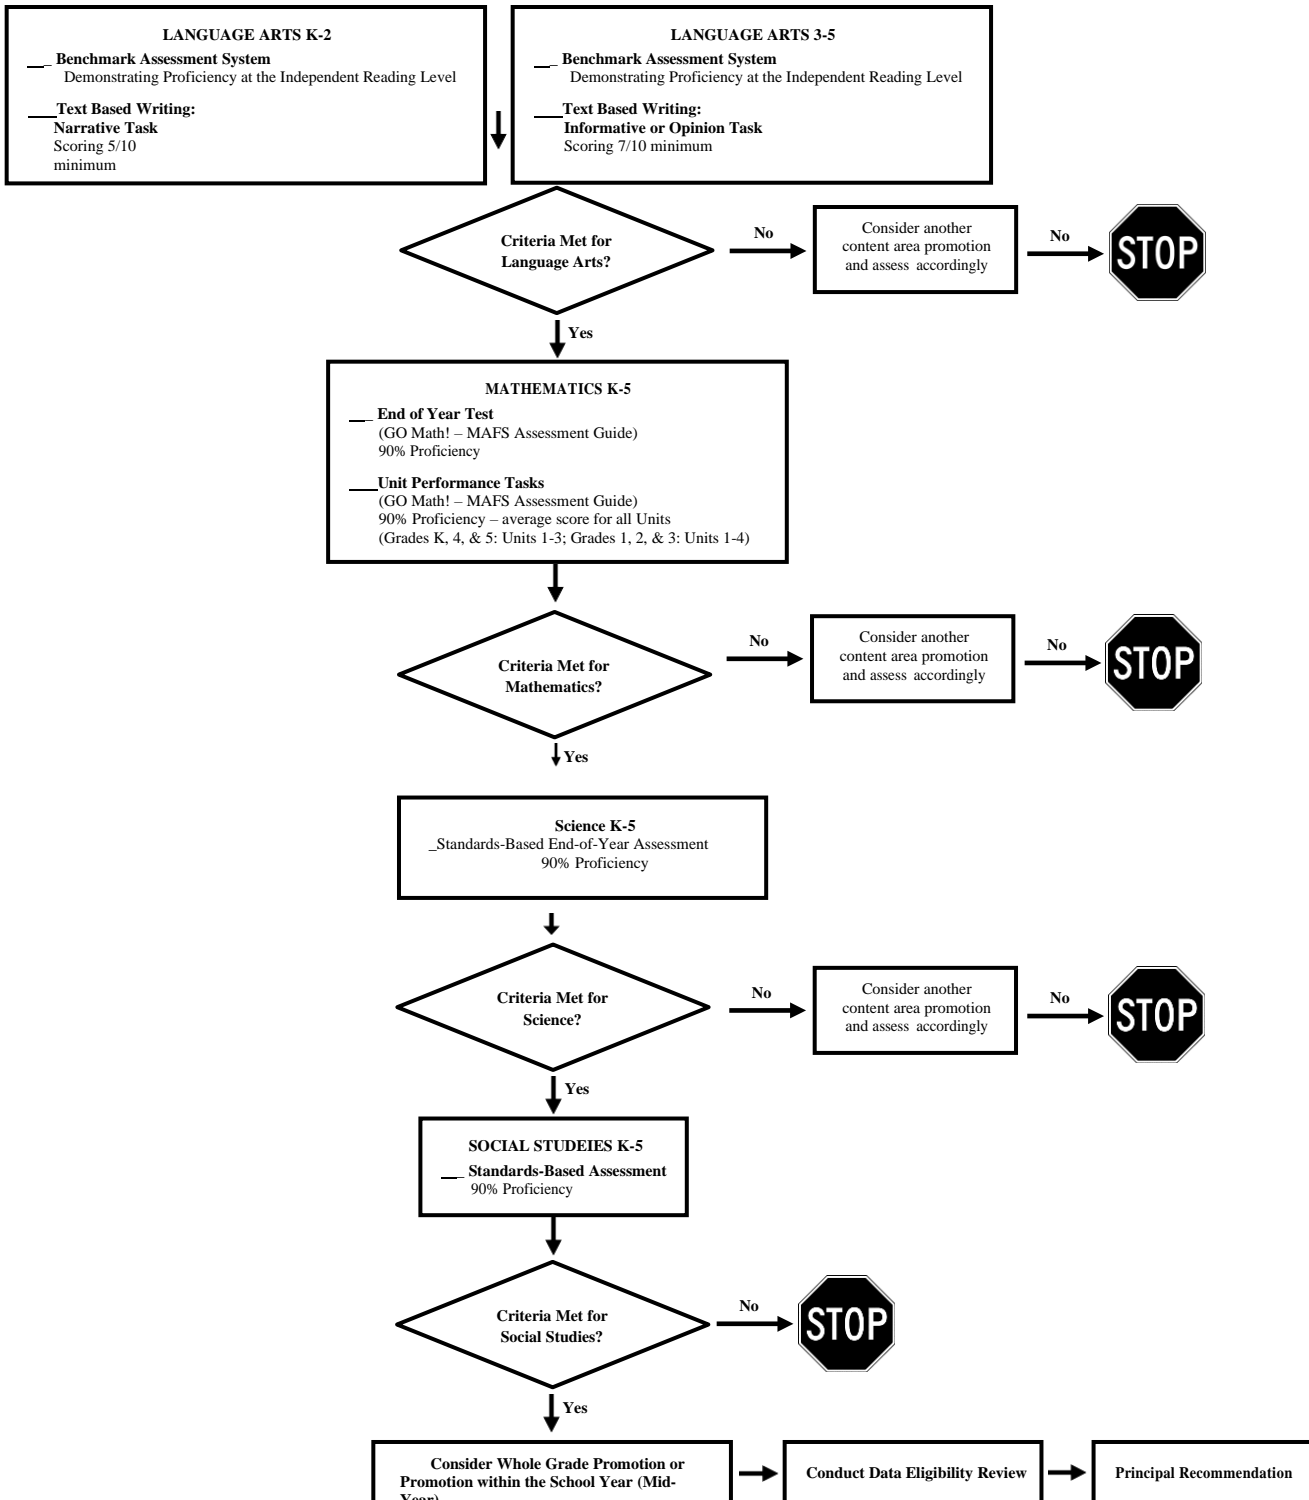 LANGUAGE ARTS K-2
___ Benchmark Assessment System
Demonstrating Proficiency at the Independent Reading Level
____Text Based Writing:
Narrative Task
Scoring 5/10
minimum
LANGUAGE ARTS 3-5
___ Benchmark Assessment System
Demonstrating Proficiency at the Independent Reading Level
____Text Based Writing:
Informative or Opinion Task
Scoring 7/10 minimum
Criteria Met for
Language Arts?
No
Consider another
content area promotion
and assess accordingly
No
STOP
Yes
MATHEMATICS K-5
___ End of Year Test
(GO Math! – MAFS Assessment Guide)
90% Proficiency
____Unit Performance Tasks
(GO Math! – MAFS Assessment Guide)
90% Proficiency – average score for all Units
(Grades K, 4, & 5: Units 1-3; Grades 1, 2, & 3: Units 1-4)
Criteria Met for
Mathematics?
No
Consider another
content area promotion
and assess accordingly
No
STOP
Yes
Science K-5
_Standards-Based End-of-Year Assessment
90% Proficiency
Criteria Met for
Science?
No
Consider another
content area promotion
and assess accordingly
No
STOP
Yes
SOCIAL STUDEIES K-5
___ Standards-Based Assessment
90% Proficiency
Criteria Met for
Social Studies?
No
STOP
Yes
Consider Whole Grade Promotion or
Promotion within the School Year (Mid-
Year)
Conduct Data Eligibility Review
Principal Recommendation